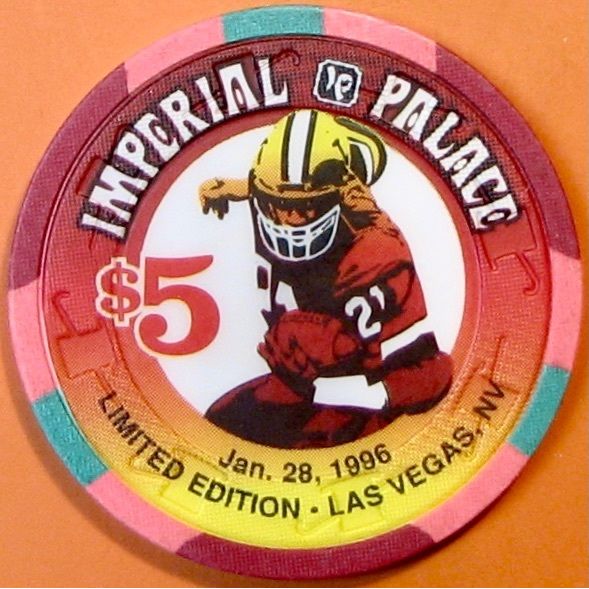 IMPERIAL IP PALACE
$5
21
Jan. 28, 1996
LIMITED EDITION · LAS VEGAS, NV